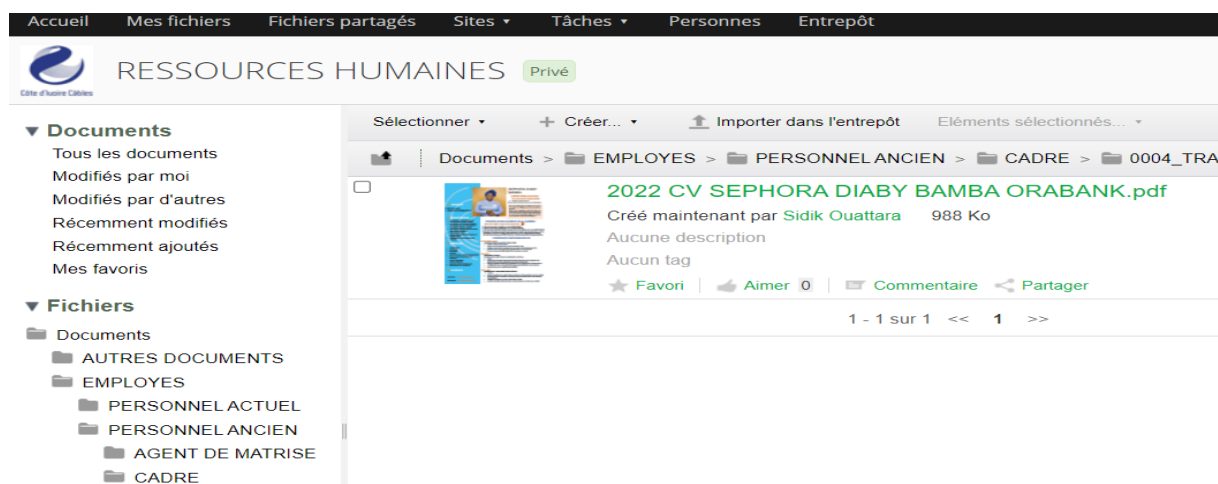 Accueil Mes fichiers Fichiers partagés Sites Tâches Personnes Entrepôt
Côte d'Ivoire Câbles
RESSOURCES HUMAINES Privé
Documents
Tous les documents
Modifiés par moi
Modifiés par d'autres
Récemment modifiés
Récemment ajoutés
Mes favoris
Fichiers
Documents
AUTRES DOCUMENTS
EMPLOYES
PERSONNEL ACTUEL
PERSONNEL ANCIEN
AGENT DE MATRISE
CADRE
Sélectionner + Créer... Importer dans l'entrepôt Eléments sélectionnés...
Documents > EMPLOYES > PERSONNEL ANCIEN > CADRE > 0004_TRA
2022 CV SEPHORA DIABY BAMBA ORABANK.pdf
Créé maintenant par Sidik Ouattara 988 Ko
Aucune description
Aucun tag
Favori Aimer 0 Commentaire Partager
1 - 1 sur 1 << 1 >>